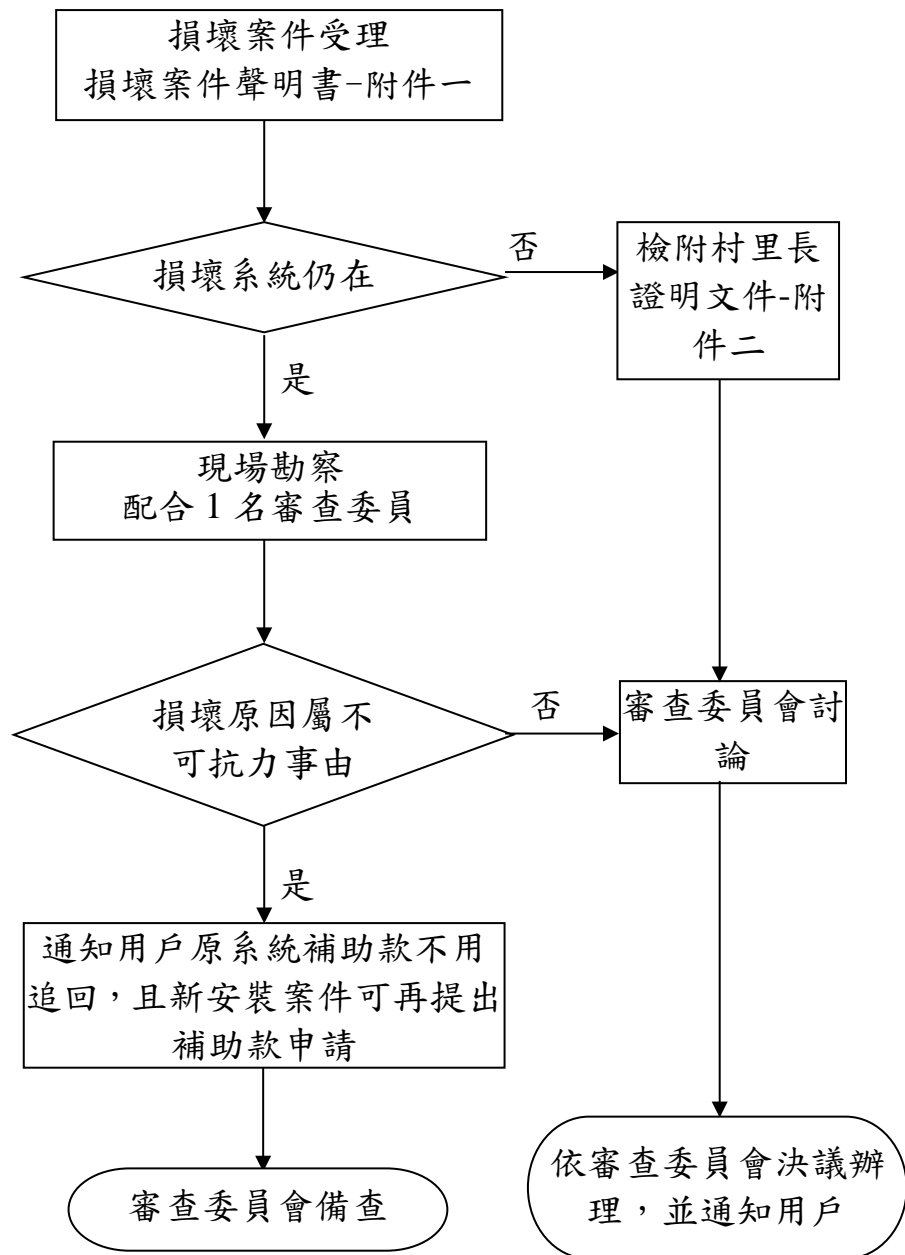 損壞案件受理
損壞案件聲明書-附件一
損壞系統仍在
否
檢附村里長
證明文件-附
件二
是
現場勘察
配合 1 名審查委員
損壞原因屬不
可抗力事由
否
審查委員會討
論
是
通知用戶原系統補助款不用
追回，且新安裝案件可再提出
補助款申請
審查委員會備查
依審查委員會決議辦
理，並通知用戶